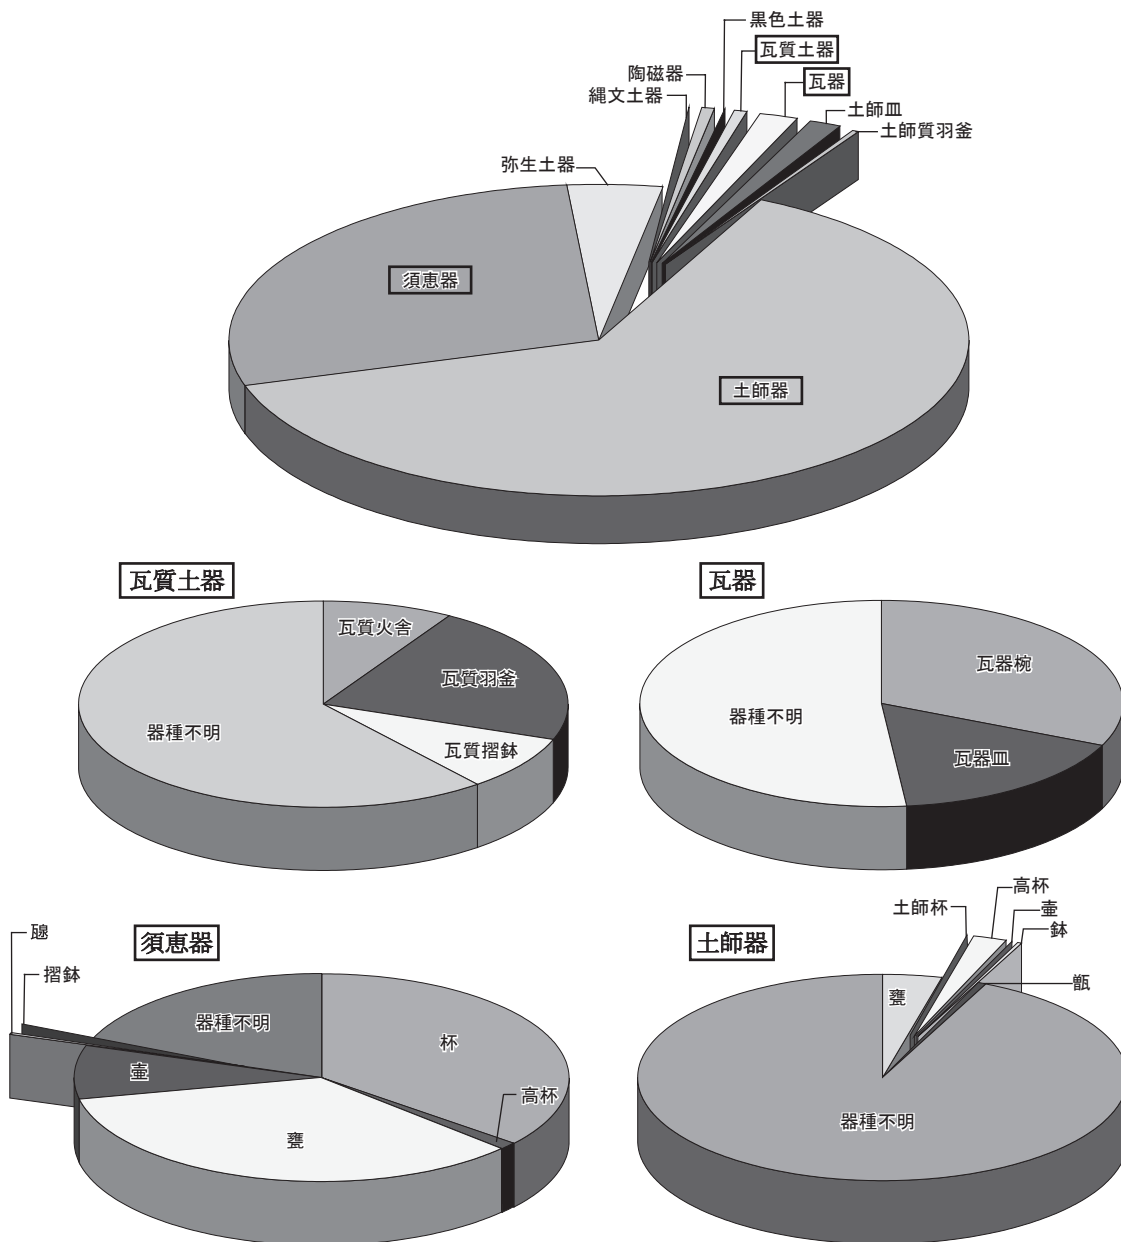 黒色土器
瓦質土器
陶磁器
瓦器
縄文土器
土師皿
土師質羽釜
弥生土器
須恵器
土師器
瓦質土器
瓦質火舎
瓦質羽釜
瓦質摺鉢
器種不明
瓦器
瓦器椀
瓦器皿
器種不明
須恵器
𤭯
摺鉢
器種不明
杯
壷
高杯
甕
土師器
土師杯
高杯
壷
鉢
甑
甕
器種不明